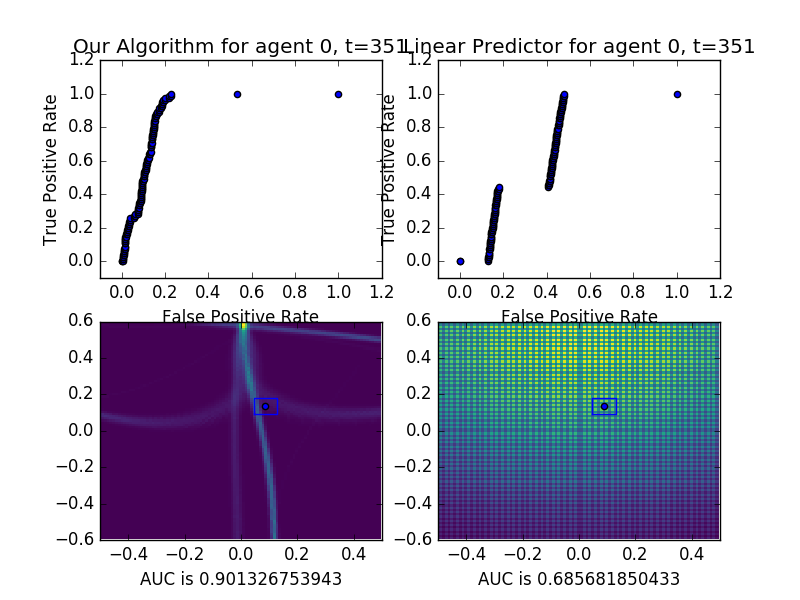 Our Algorithm for agent 0, t=351
Linear Predictor for agent 0, t=351
True Positive Rate
1.2
1.0
0.8
0.6
0.4
0.2
0.0
0.0 0.2 0.4 0.6 0.8 1.0 1.2
False Positive Rate
True Positive Rate
1.2
1.0
0.8
0.6
0.4
0.2
0.0
0.0 0.2 0.4 0.6 0.8 1.0 1.2
False Positive Rate
0.6
0.4
0.2
0.0
−0.2
−0.4
−0.6
−0.4 −0.2 0.0 0.2 0.4
AUC is 0.901326753943
0.6
0.4
0.2
0.0
−0.2
−0.4
−0.6
−0.4 −0.2 0.0 0.2 0.4
AUC is 0.685681850433